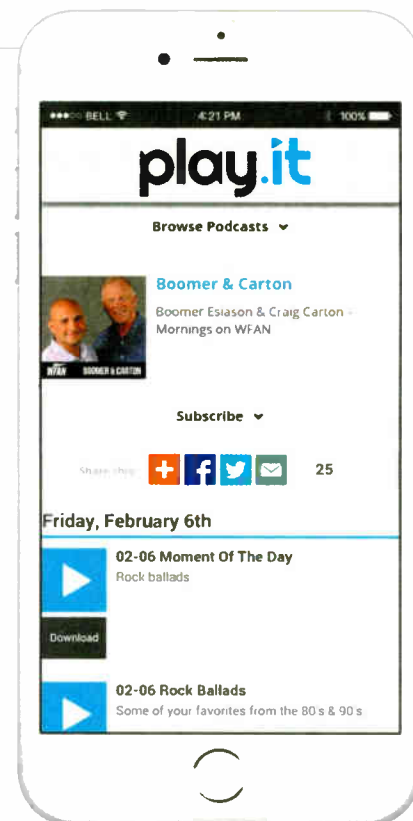 BELL 4:21 PM 100%
play.it
Browse Podcasts
Boomer & Carton
Boomer Esiason & Craig Carton –
Mornings on WFAN
WFAN BOOMER & CARTON
Subscribe
Share this: f 25
Friday, February 6th
02-06 Moment Of The Day
Rock ballads
Download
02-06 Rock Ballads
Some of your favorites from the 80's & 90's